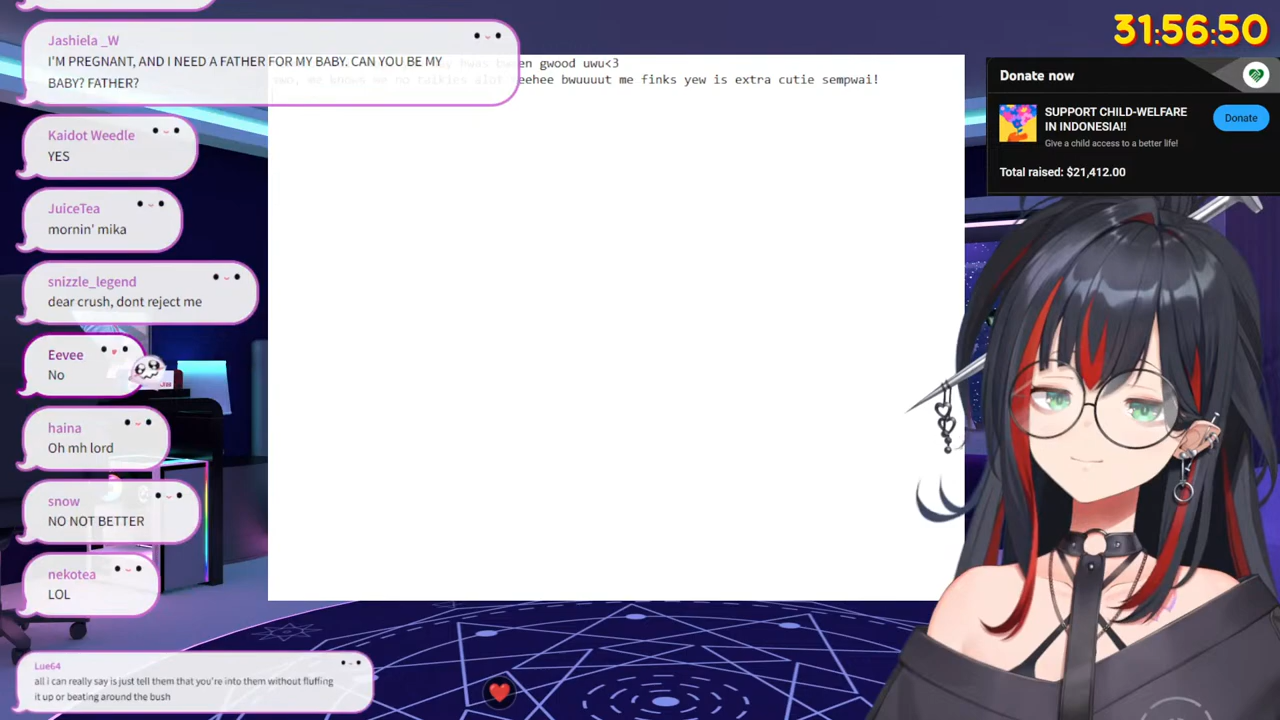 Jashiela _W
I'M PREGNANT, AND I NEED A FATHER FOR MY BABY. CAN YOU BE MY
BABY? FATHER?
gwood uwu<3
bwuuuut me finks yew is extra cutie sempwai!
Kaidot Weedle
YES
JuiceTea
mornin' mika
snizzle_legend
dear crush, dont reject me
Eevee
No
haina
Oh mh lord
snow
NO NOT BETTER
nekotea
LOL
Lue64
all i can really say is just tell them that you're into them without fluffing
it up or beating around the bush
31:56:50
Donate now
SUPPORT CHILD-WELFARE
IN INDONESIA!!
Donate
Give a child access to a better life!
Total raised: $21,412.00